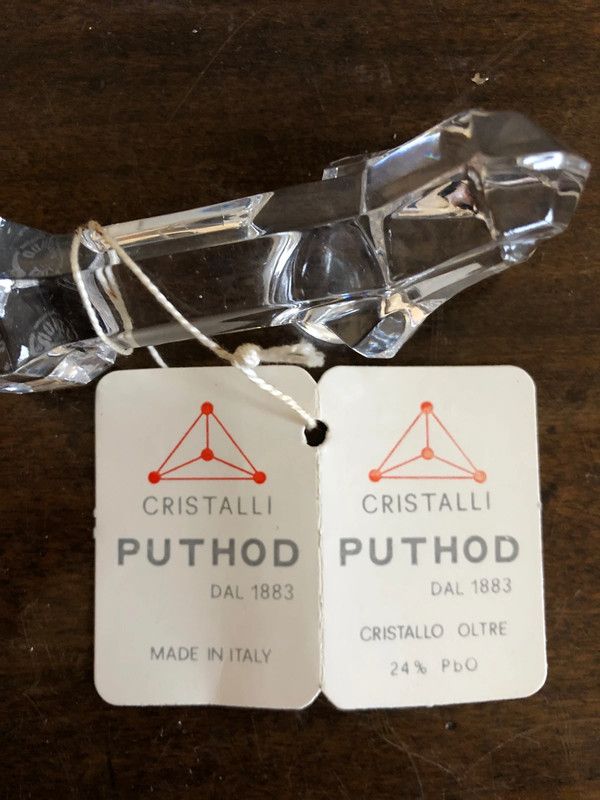 CRISTALLI
PUTHOD
DAL 1883
MADE IN ITALY
CRISTALLI
PUTHOD
DAL 1883
CRISTALLO OLTRE
24% PbO